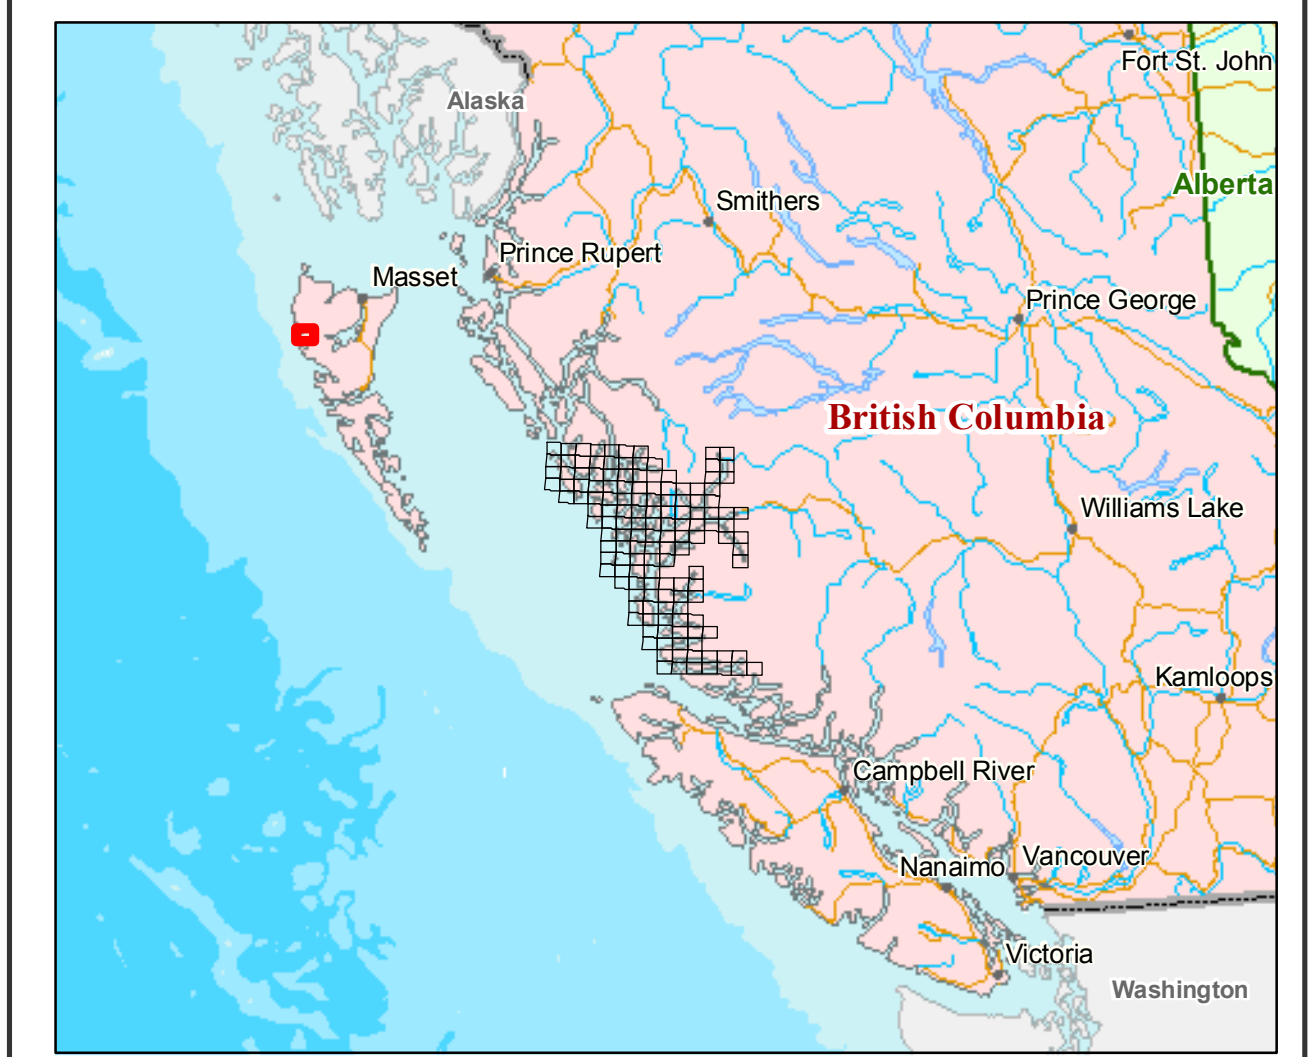 Fort St. John
Alaska
Alberta
Smithers
Prince Rupert
Masset
Prince George
British Columbia
Williams Lake
Kamloops
Campbell River
Vancouver
Nanaimo
Victoria
Washington